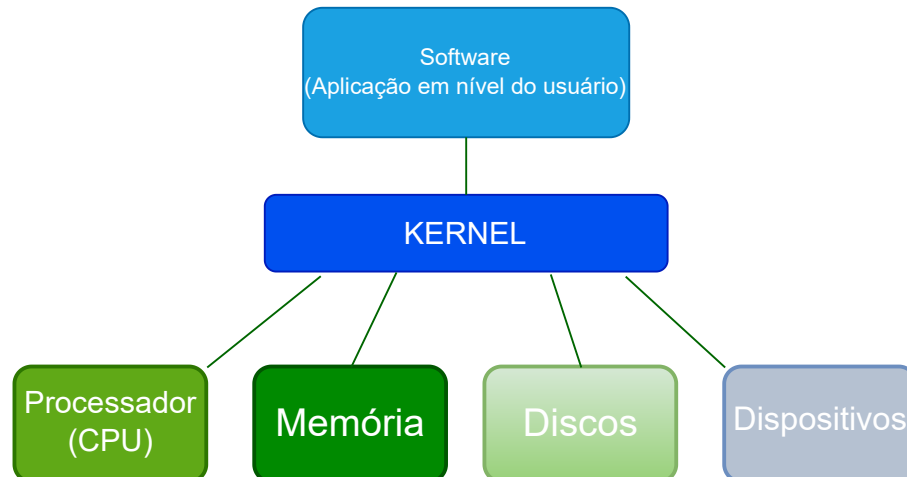 Software
(Aplicação em nível do usuário)
KERNEL
Processador
(CPU)
Memória
Discos
Dispositivos